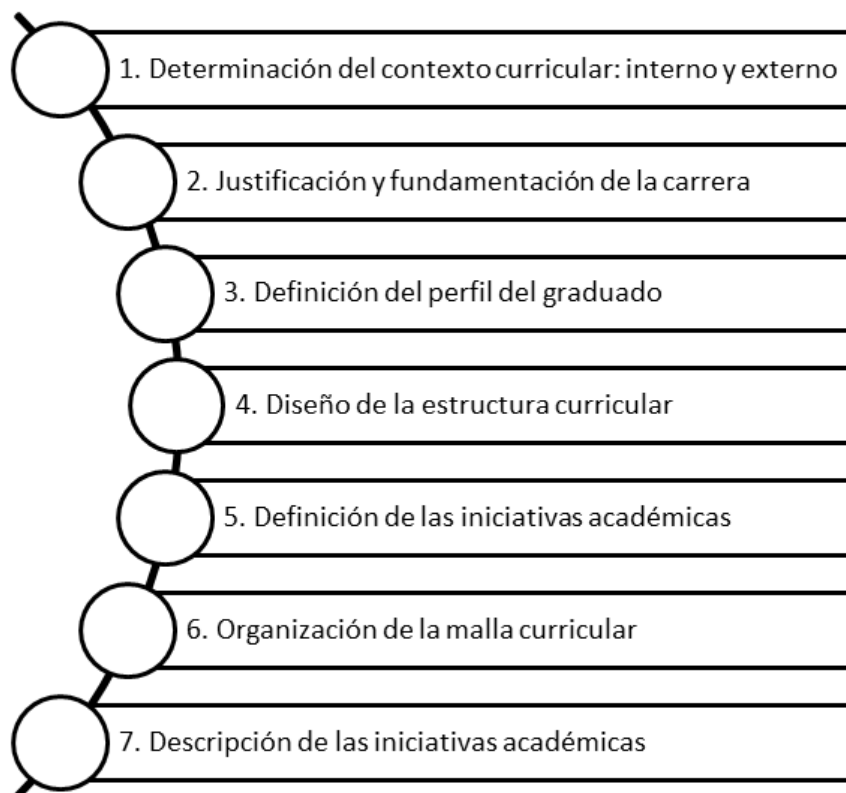 1. Determinación del contexto curricular: interno y externo
2. Justificación y fundamentación de la carrera
3. Definición del perfil del graduado
4. Diseño de la estructura curricular
5. Definición de las iniciativas académicas
6. Organización de la malla curricular
7. Descripción de las iniciativas académicas